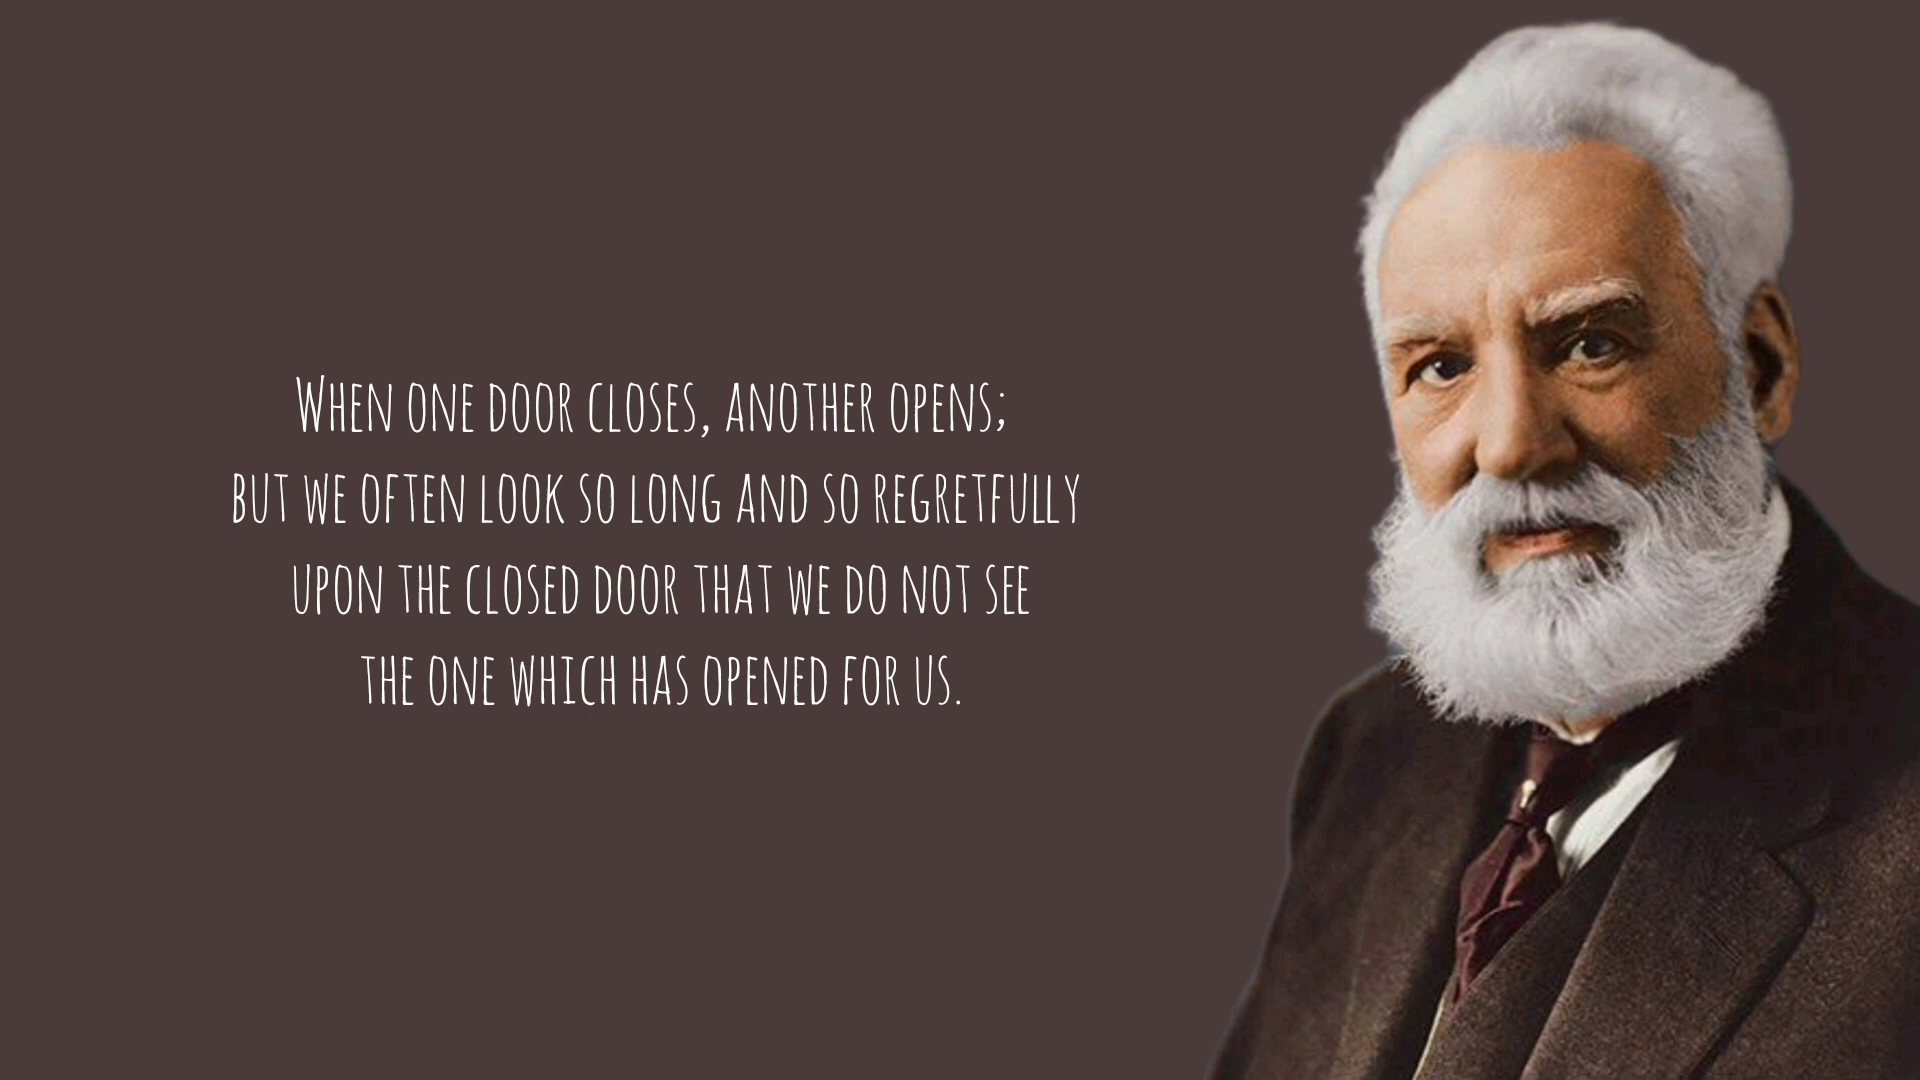 When one door closes, another opens;
but we often look so long and so regretfully
upon the closed door that we do not see
the one which has opened for us.